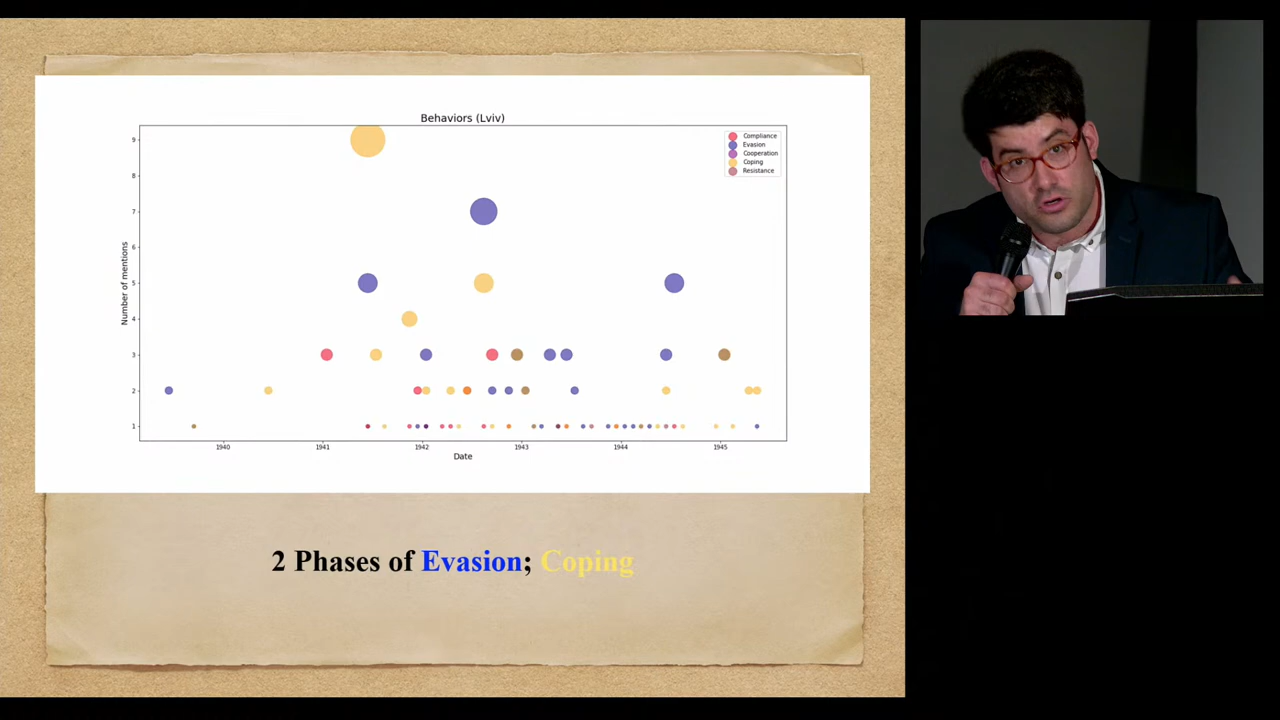 Behaviors (Lviv)
Compliance
Evasion
Cooperation
Coping
Resistance
Number of mentions
9
8
7
6
5
4
3
2
1
1940 1941 1942 1943 1944 1945
Date
2 Phases of Evasion; Coping